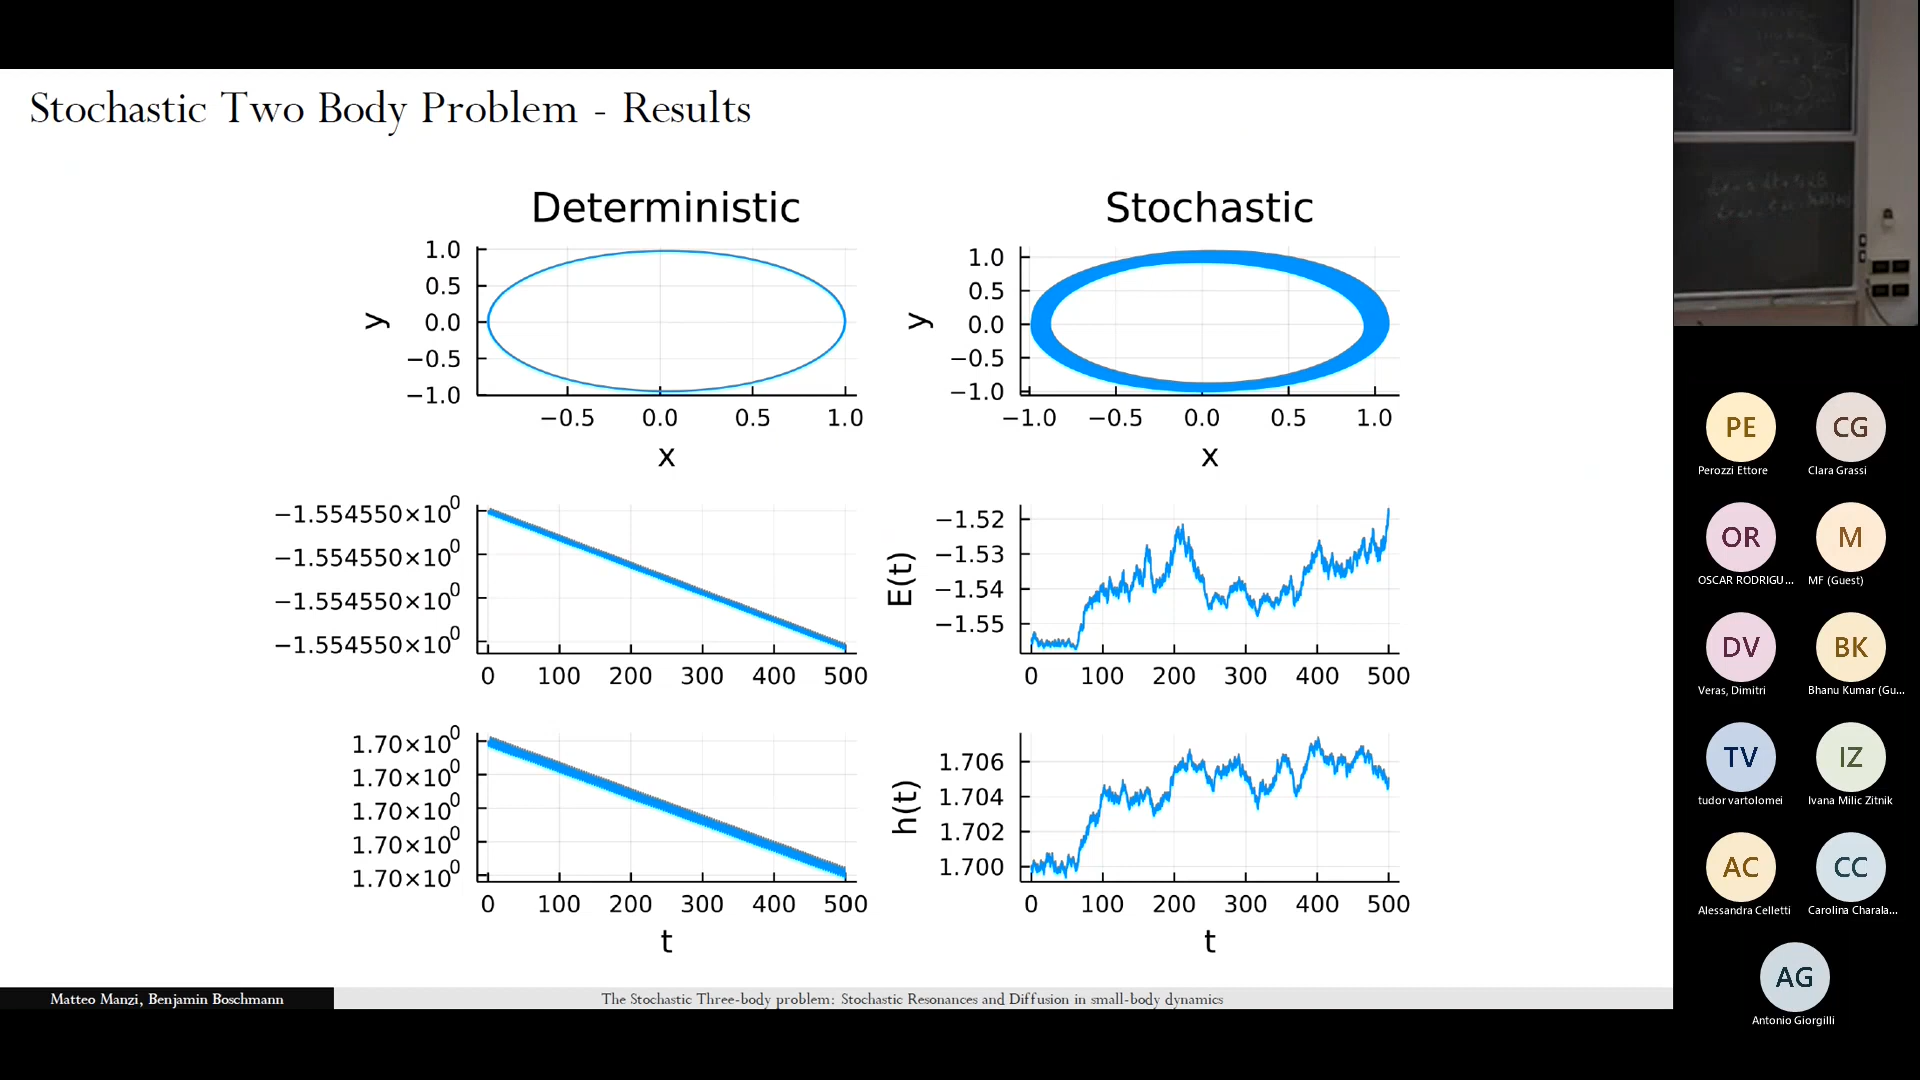 Stochastic Two Body Problem - Results
Deterministic
1.0
0.5
0.0
−0.5
−1.0
y
−0.5 0.0 0.5 1.0
x
Stochastic
1.0
0.5
0.0
−0.5
−1.0
y
−1.0 −0.5 0.0 0.5 1.0
x
−1.554550×10⁰
−1.554550×10⁰
−1.554550×10⁰
−1.554550×10⁰
0 100 200 300 400 500
E(t)
−1.52
−1.53
−1.54
−1.55
0 100 200 300 400 500
1.70×10⁰
1.70×10⁰
1.70×10⁰
1.70×10⁰
1.70×10⁰
0 100 200 300 400 500
t
h(t)
1.706
1.704
1.702
1.700
0 100 200 300 400 500
t
Matteo Manzi, Benjamin Boschmann
The Stochastic Three-body problem: Stochastic Resonances and Diffusion in small-body dynamics
PE
Perozzi Ettore
CG
Clara Grassi
OR
OSCAR RODRIGU...
M
MF (Guest)
DV
Veras, Dimitri
BK
Bhanu Kumar (Gu...
TV
tudor vartolomei
IZ
Ivana Milic Zitnik
AC
Alessandra Celletti
CC
Carolina Charala...
AG
Antonio Giorgilli